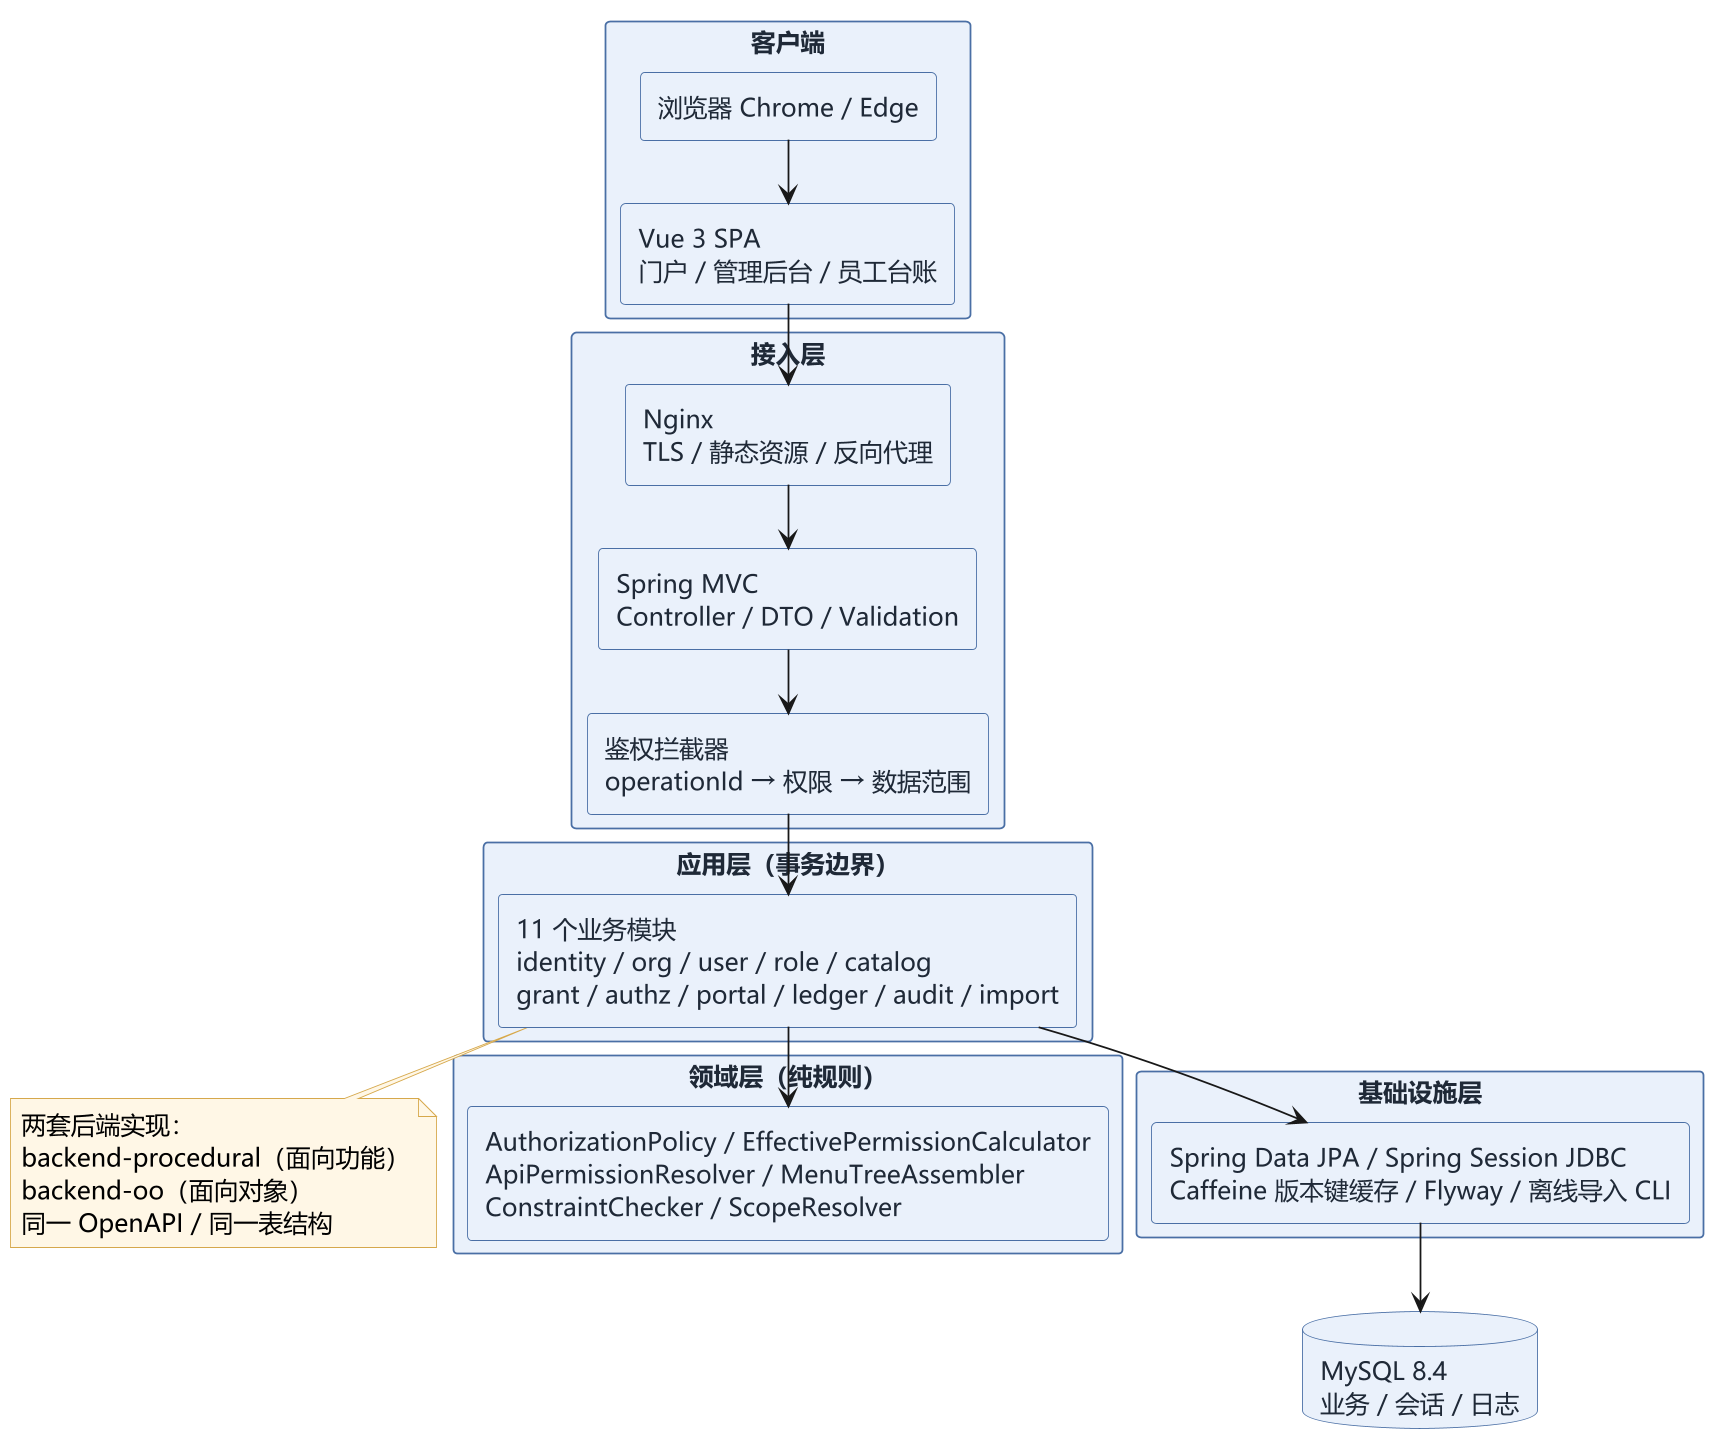 客户端
浏览器 Chrome / Edge
Vue 3 SPA
门户 / 管理后台 / 员工台账
接入层
Nginx
TLS / 静态资源 / 反向代理
Spring MVC
Controller / DTO / Validation
鉴权拦截器
operationId → 权限 → 数据范围
应用层（事务边界）
11 个业务模块
identity / org / user / role / catalog
grant / authz / portal / ledger / audit / import
两套后端实现：
backend-procedural（面向功能）
backend-oo（面向对象）
同一 OpenAPI / 同一表结构
领域层（纯规则）
AuthorizationPolicy / EffectivePermissionCalculator
ApiPermissionResolver / MenuTreeAssembler
ConstraintChecker / ScopeResolver
基础设施层
Spring Data JPA / Spring Session JDBC
Caffeine 版本键缓存 / Flyway / 离线导入 CLI
MySQL 8.4
业务 / 会话 / 日志